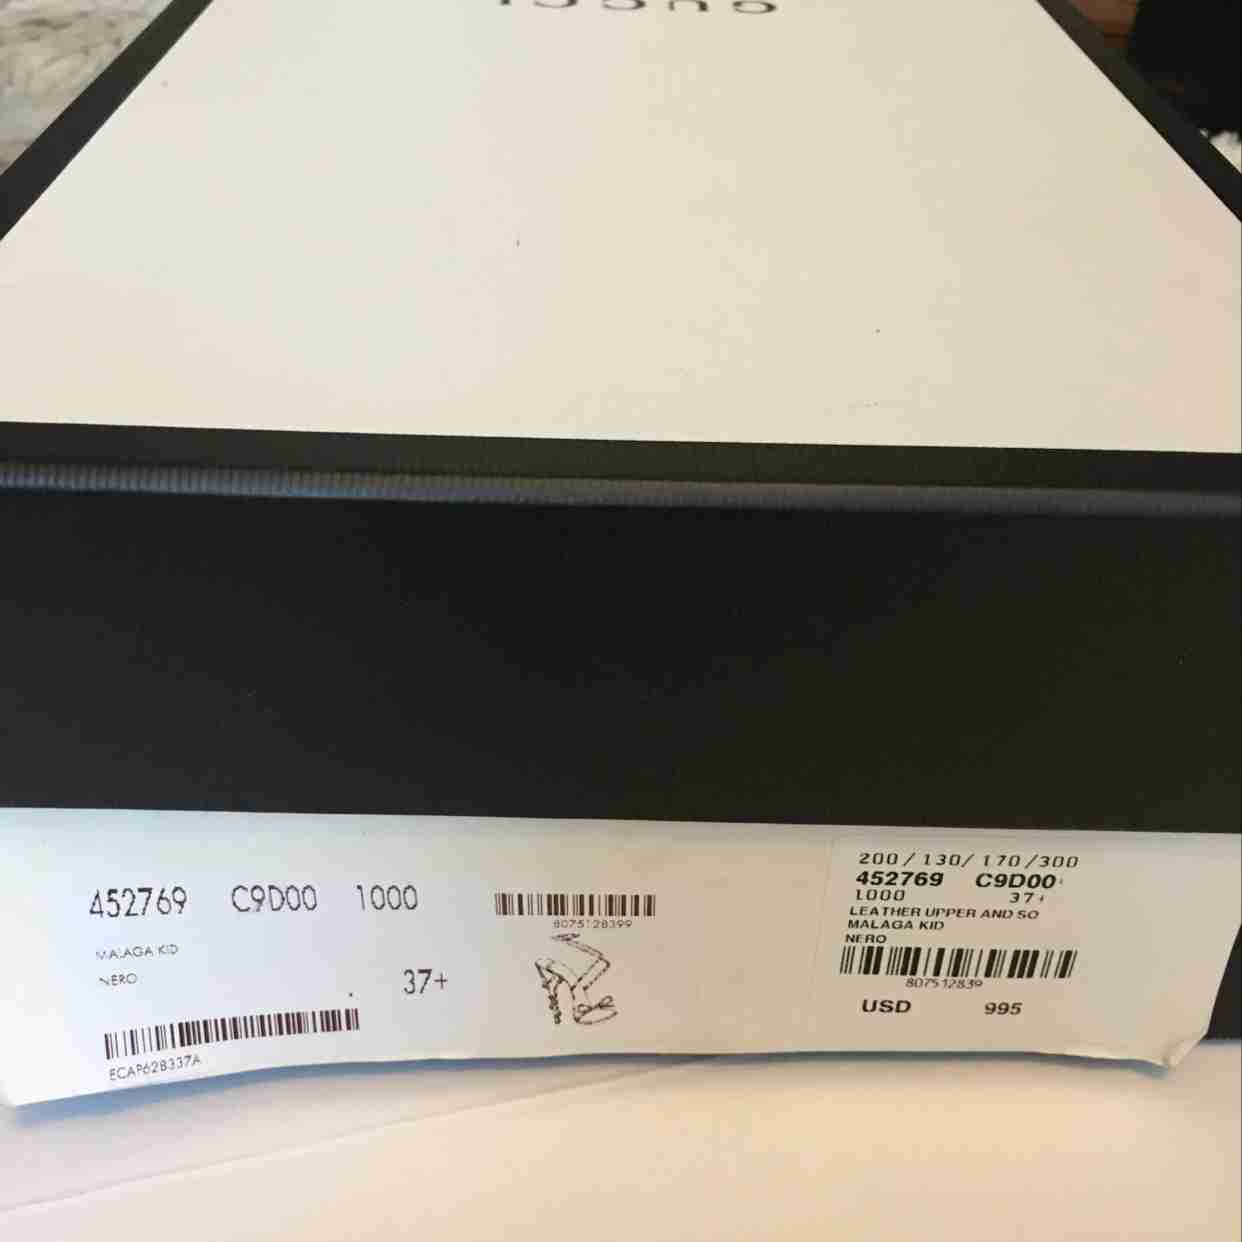 GUCCI
452769 C9D00 1000
MALAGA KID
NERO
37+
ECAP628337A
8075128399
200/130/170/300
452769 C9D00
1000 37+
LEATHER UPPER AND SO
MALAGA KID
NERO
807512839
USD 995